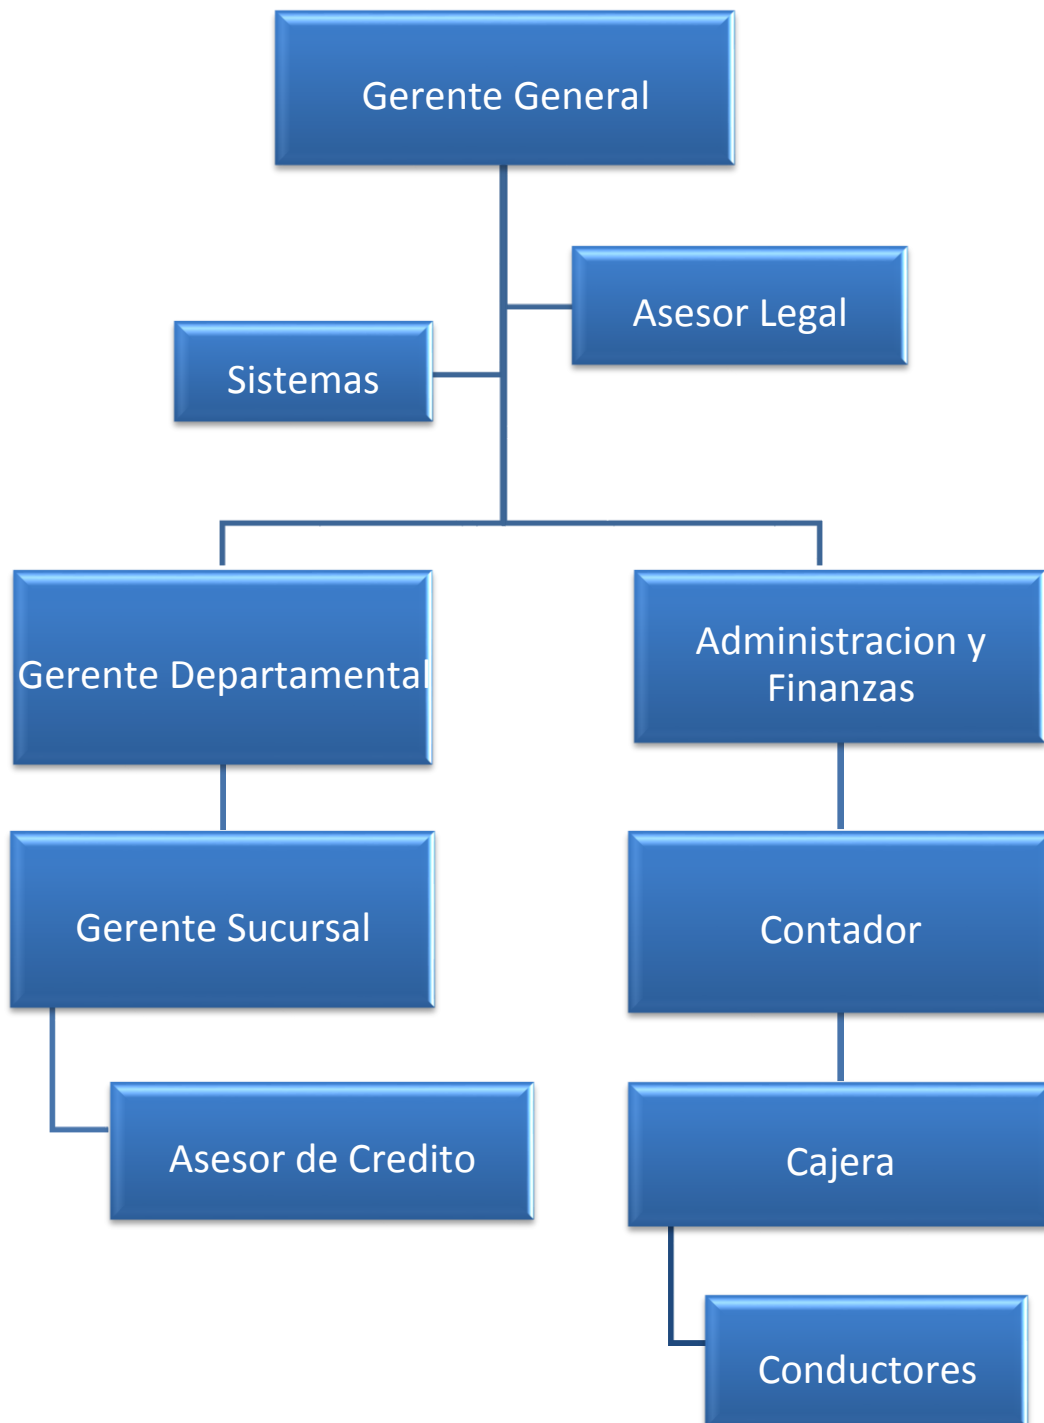 Gerente General
Asesor Legal
Sistemas
Gerente Departamental
Administracion y
Finanzas
Gerente Sucursal
Contador
Asesor de Credito
Cajera
Conductores